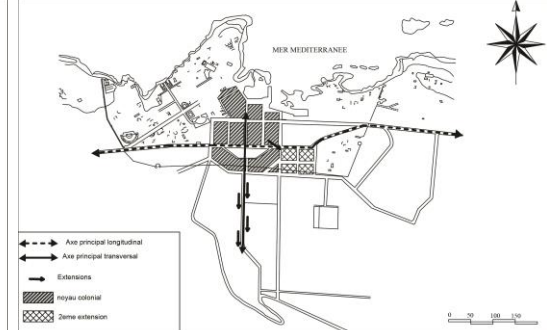 MER MEDITERRANEE
Axe principal longitudinal
Axe principal transversal
Extensions
noyau colonial
2eme extension
0 50 100 150